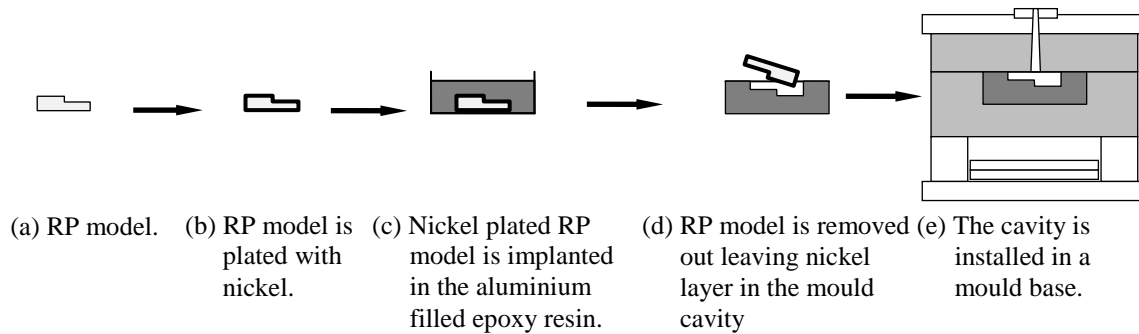 (a) RP model.
(b) RP model is
plated with
nickel.
(c) Nickel plated RP
model is implanted
in the aluminium
filled epoxy resin.
(d) RP model is removed
out leaving nickel
layer in the mould
cavity
(e) The cavity is
installed in a
mould base.